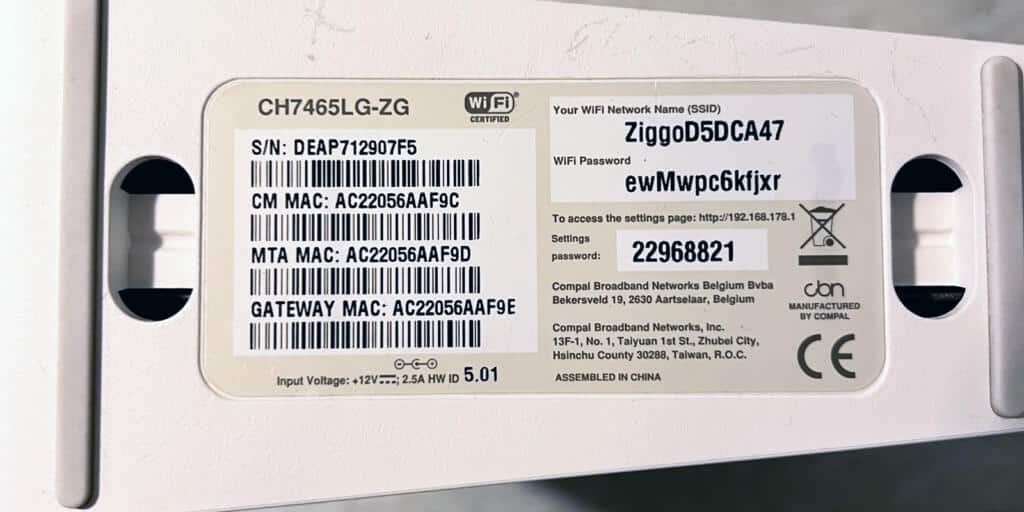 CH7465LG-ZG
WiFi®
CERTIFIED
S/N: DEAP712907F5
CM MAC: AC22056AAF9C
MTA MAC: AC22056AAF9D
GATEWAY MAC: AC22056AAF9E
Input Voltage: +12V⎓; 2.5A HW ID 5.01
Your WiFi Network Name (SSID)
ZiggoD5DCA47
WiFi Password
ewMwpc6kfjxr
To access the settings page: http://192.168.178.1
Settings
password:
22968821
Compal Broadband Networks Belgium Bvba
Bekersveld 19, 2630 Aartselaar, Belgium
cbn
MANUFACTURED
BY COMPAL
Compal Broadband Networks, Inc.
13F-1, No. 1, Taiyuan 1st St., Zhubei City,
Hsinchu County 30288, Taiwan, R.O.C.
CE
ASSEMBLED IN CHINA